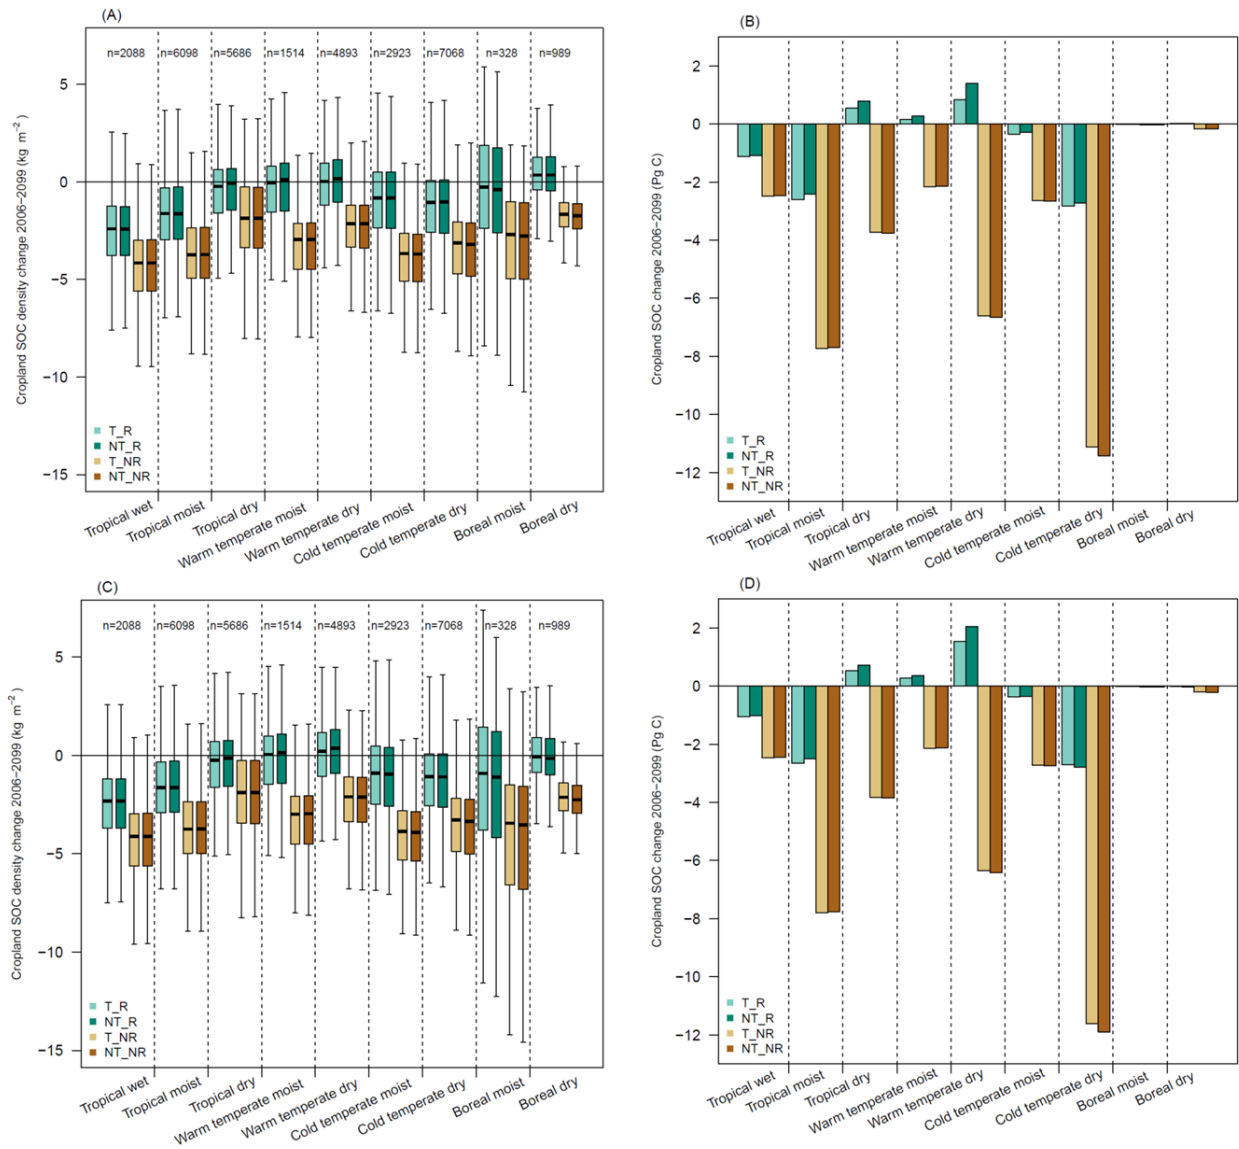 (A)
n=2088 n=6098 n=5686 n=1514 n=4893 n=2923 n=7068 n=328 n=989
Cropland SOC density change 2006-2099 (kg m−2 )
5
0
−5
−10
−15
T_R
NT_R
T_NR
NT_NR
Tropical wet
Tropical moist
Tropical dry
Warm temperate moist
Warm temperate dry
Cold temperate moist
Cold temperate dry
Boreal moist
Boreal dry
(B)
Cropland SOC change 2006-2099 (Pg C)
2
0
−2
−4
−6
−8
−10
−12
T_R
NT_R
T_NR
NT_NR
Tropical wet
Tropical moist
Tropical dry
Warm temperate moist
Warm temperate dry
Cold temperate moist
Cold temperate dry
Boreal moist
Boreal dry
(C)
n=2088 n=6098 n=5686 n=1514 n=4893 n=2923 n=7068 n=328 n=989
Cropland SOC density change 2006-2099 (kg m−2 )
5
0
−5
−10
−15
T_R
NT_R
T_NR
NT_NR
Tropical wet
Tropical moist
Tropical dry
Warm temperate moist
Warm temperate dry
Cold temperate moist
Cold temperate dry
Boreal moist
Boreal dry
(D)
Cropland SOC change 2006-2099 (Pg C)
2
0
−2
−4
−6
−8
−10
−12
T_R
NT_R
T_NR
NT_NR
Tropical wet
Tropical moist
Tropical dry
Warm temperate moist
Warm temperate dry
Cold temperate moist
Cold temperate dry
Boreal moist
Boreal dry